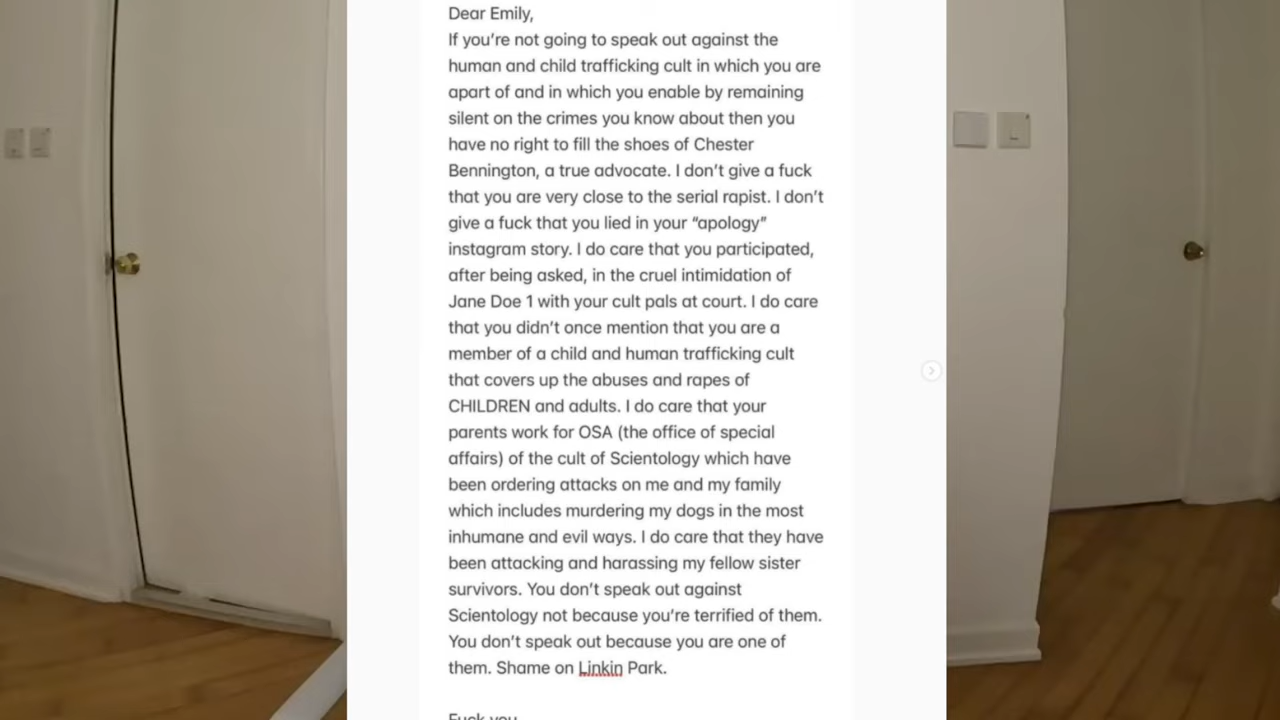 Dear Emily,
If you’re not going to speak out against the
human and child trafficking cult in which you are
apart of and in which you enable by remaining
silent on the crimes you know about then you
have no right to fill the shoes of Chester
Bennington, a true advocate. I don’t give a fuck
that you are very close to the serial rapist. I don’t
give a fuck that you lied in your “apology”
instagram story. I do care that you participated,
after being asked, in the cruel intimidation of
Jane Doe 1 with your cult pals at court. I do care
that you didn’t once mention that you are a
member of a child and human trafficking cult
that covers up the abuses and rapes of
CHILDREN and adults. I do care that your
parents work for OSA (the office of special
affairs) of the cult of Scientology which have
been ordering attacks on me and my family
which includes murdering my dogs in the most
inhumane and evil ways. I do care that they have
been attacking and harassing my fellow sister
survivors. You don’t speak out against
Scientology not because you’re terrified of them.
You don’t speak out because you are one of
them. Shame on Linkin Park.
Fuck you